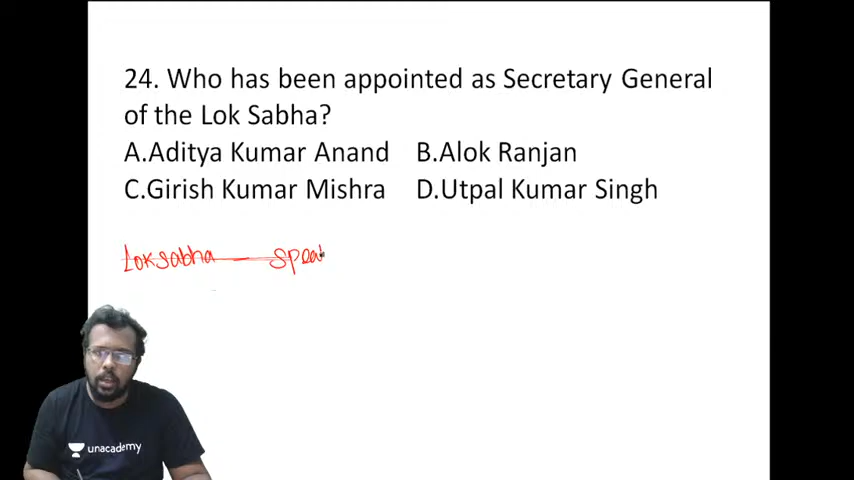 24. Who has been appointed as Secretary General
of the Lok Sabha?
A.Aditya Kumar Anand B.Alok Ranjan
C.Girish Kumar Mishra D.Utpal Kumar Singh
Loksabha — spea
unacademy